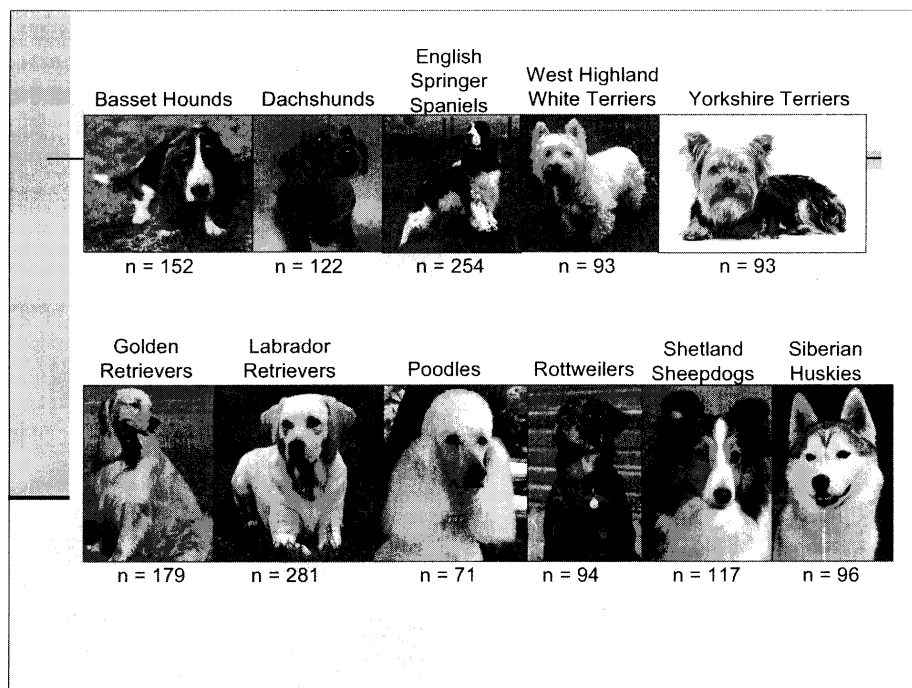 Basset Hounds
Dachshunds
English
Springer
Spaniels
West Highland
White Terriers
Yorkshire Terriers
n = 152
n = 122
n = 254
n = 93
n = 93
Golden
Retrievers
Labrador
Retrievers
Poodles
Rottweilers
Shetland
Sheepdogs
Siberian
Huskies
n = 179
n = 281
n = 71
n = 94
n = 117
n = 96